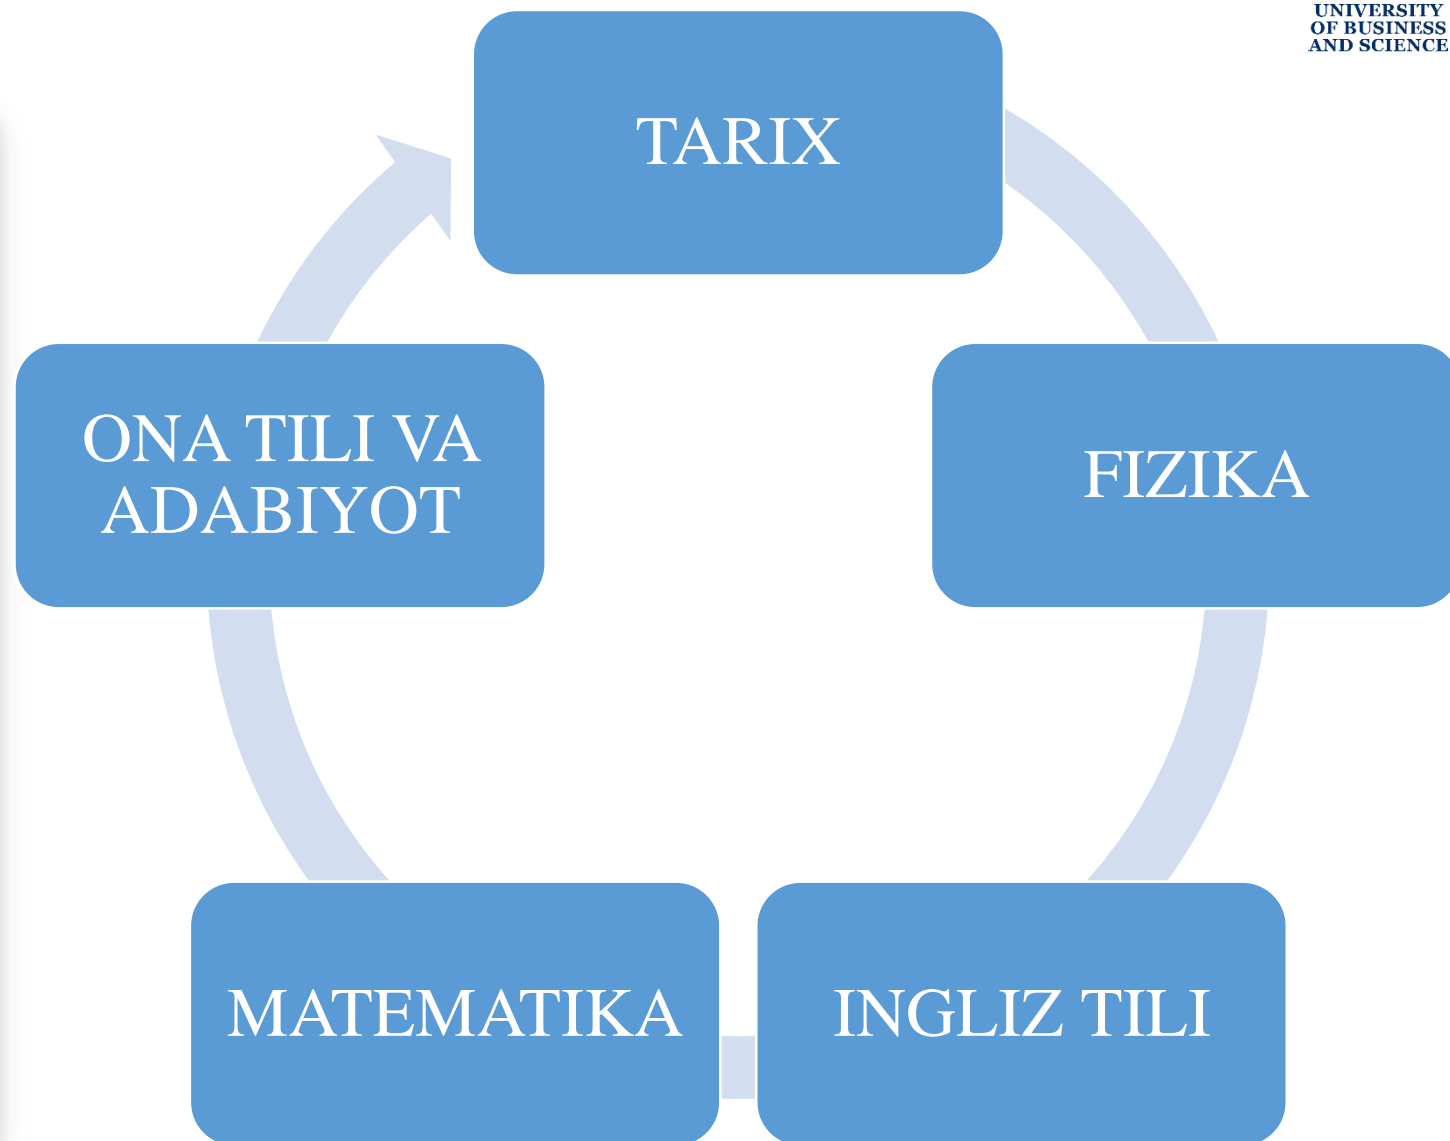 UNIVERSITY
OF BUSINESS
AND SCIENCE
TARIX
FIZIKA
INGLIZ TILI
MATEMATIKA
ONA TILI VA
ADABIYOT